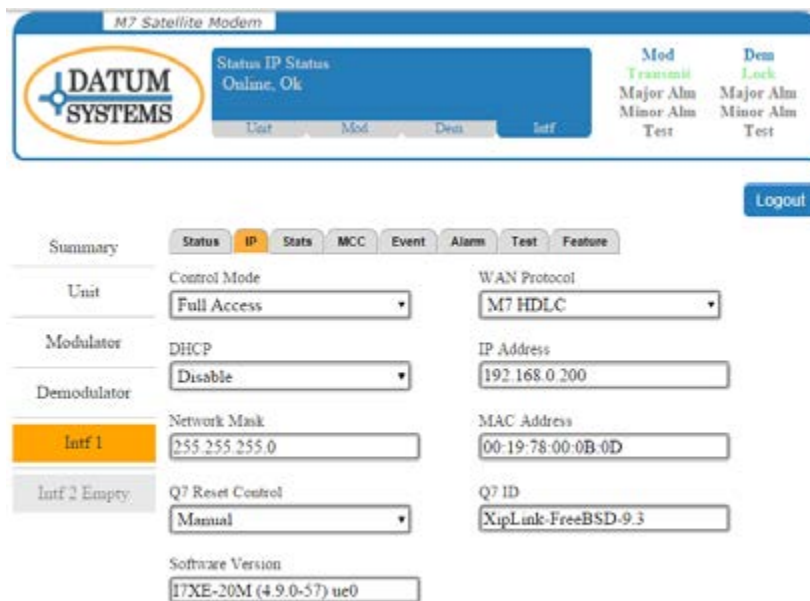 M7 Satellite Modem
DATUM SYSTEMS
Status IP Status
Online, Ok
Unit Mod Dem Intf
Mod Dem
Transmit Lock
Major Alm Major Alm
Minor Alm Minor Alm
Test Test
Logout
Summary
Unit
Modulator
Demodulator
Intf 1
Intf 2 Empty
Status IP Stats MCC Event Alarm Test Feature
Control Mode
Full Access
WAN Protocol
M7 HDLC
DHCP
Disable
IP Address
192.168.0.200
Network Mask
255.255.255.0
MAC Address
00:19:78:00:0B:0D
Q7 Reset Control
Manual
Q7 ID
XipLink-FreeBSD-9.3
Software Version
I7XE-20M (4.9.0-57) ue0